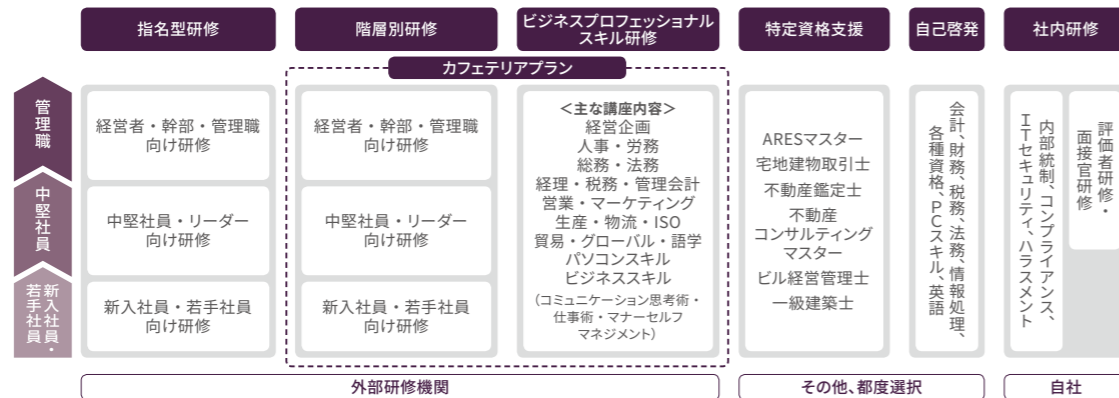 指名型研修
階層別研修
ビジネスプロフェッショナル
スキル研修
特定資格支援
自己啓発
社内研修
カフェテリアプラン
管理職
中堅社員
新入社員・
若手社員
経営者・幹部・管理職
向け研修
中堅社員・リーダー
向け研修
新入社員・若手社員
向け研修
経営者・幹部・管理職
向け研修
中堅社員・リーダー
向け研修
新入社員・若手社員
向け研修
＜主な講座内容＞
経営企画
人事・労務
総務・法務
経理・税務・管理会計
営業・マーケティング
生産・物流・ISO
貿易・グローバル・語学
パソコンスキル
ビジネススキル
（コミュニケーション思考術・
仕事術・マナーセルフ
マネジメント）
ARESマスター
宅地建物取引士
不動産鑑定士
不動産
コンサルティング
マスター
ビル経営管理士
一級建築士
会計、財務、税務、法務、情報処理、
各種資格、PCスキル、英語
内部統制、コンプライアンス、
ITセキュリティ、ハラスメント
評価者研修・
面接官研修
外部研修機関
その他、都度選択
自社